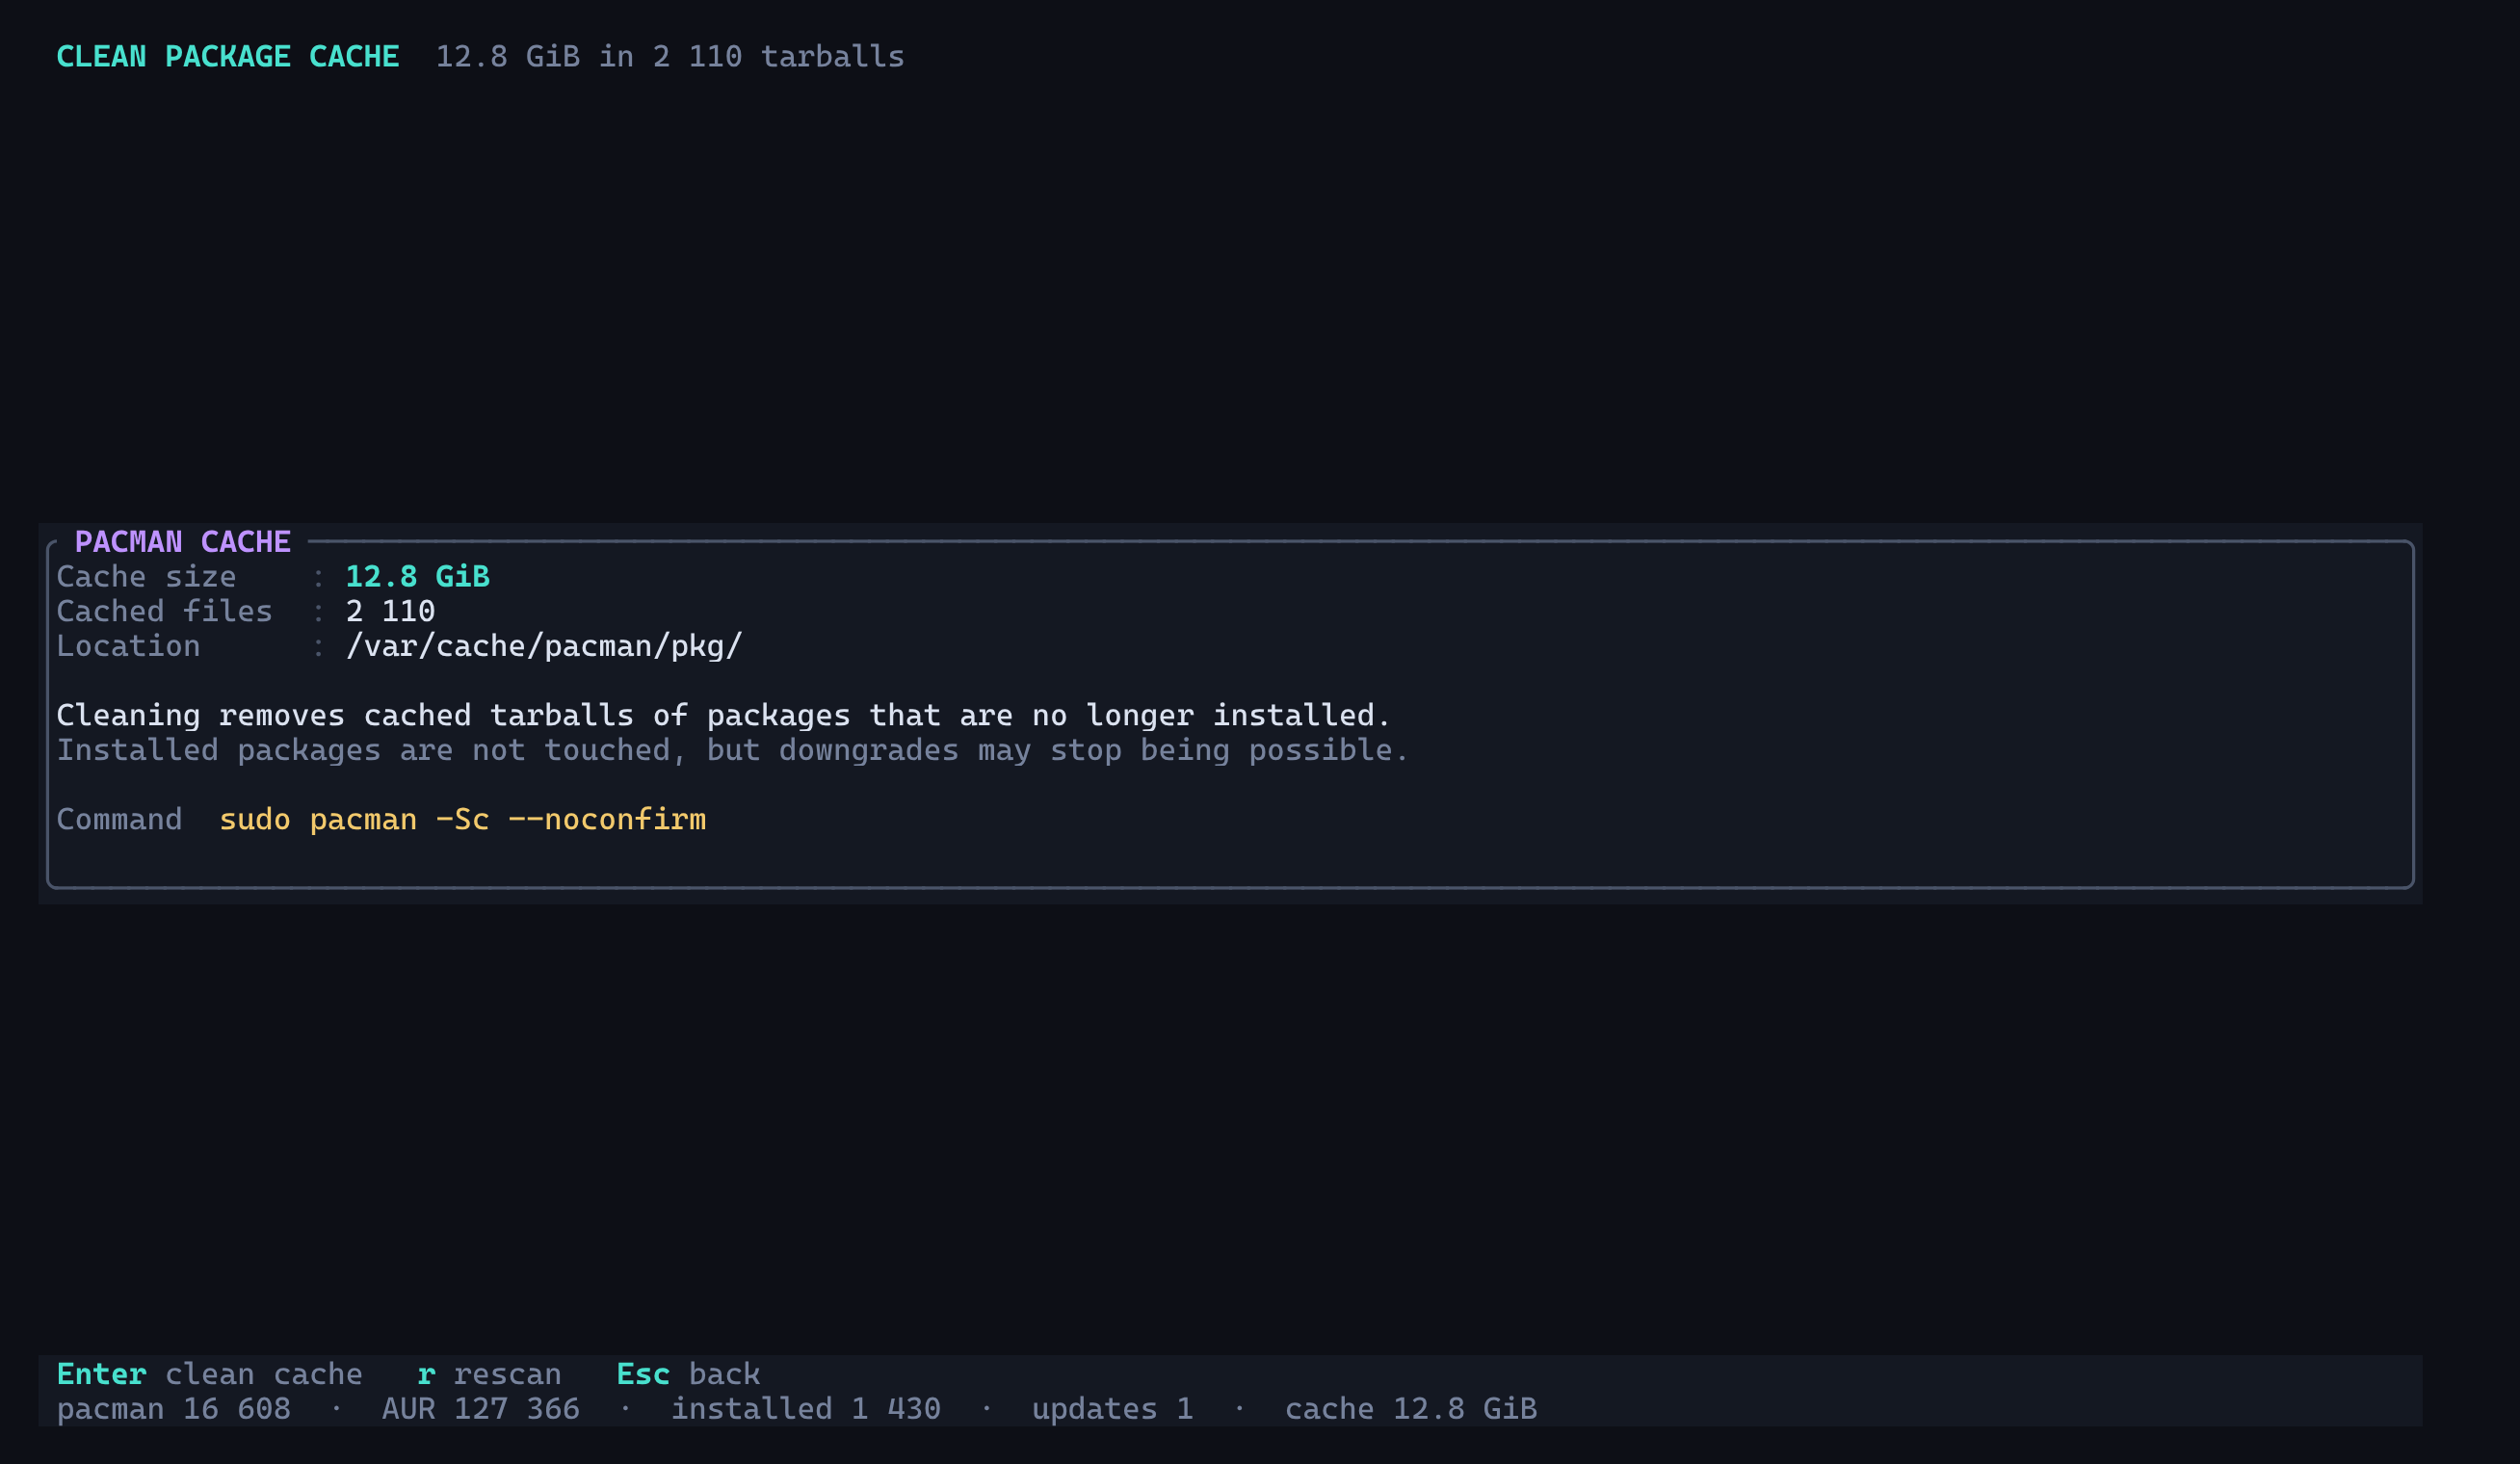 CLEAN PACKAGE CACHE  12.8 GiB in 2 110 tarballs
PACMAN CACHE
Cache size    : 12.8 GiB
Cached files  : 2 110
Location      : /var/cache/pacman/pkg/
Cleaning removes cached tarballs of packages that are no longer installed.
Installed packages are not touched, but downgrades may stop being possible.
Command  sudo pacman -Sc --noconfirm
Enter clean cache   r rescan   Esc back
pacman 16 608  ·  AUR 127 366  ·  installed 1 430  ·  updates 1  ·  cache 12.8 GiB